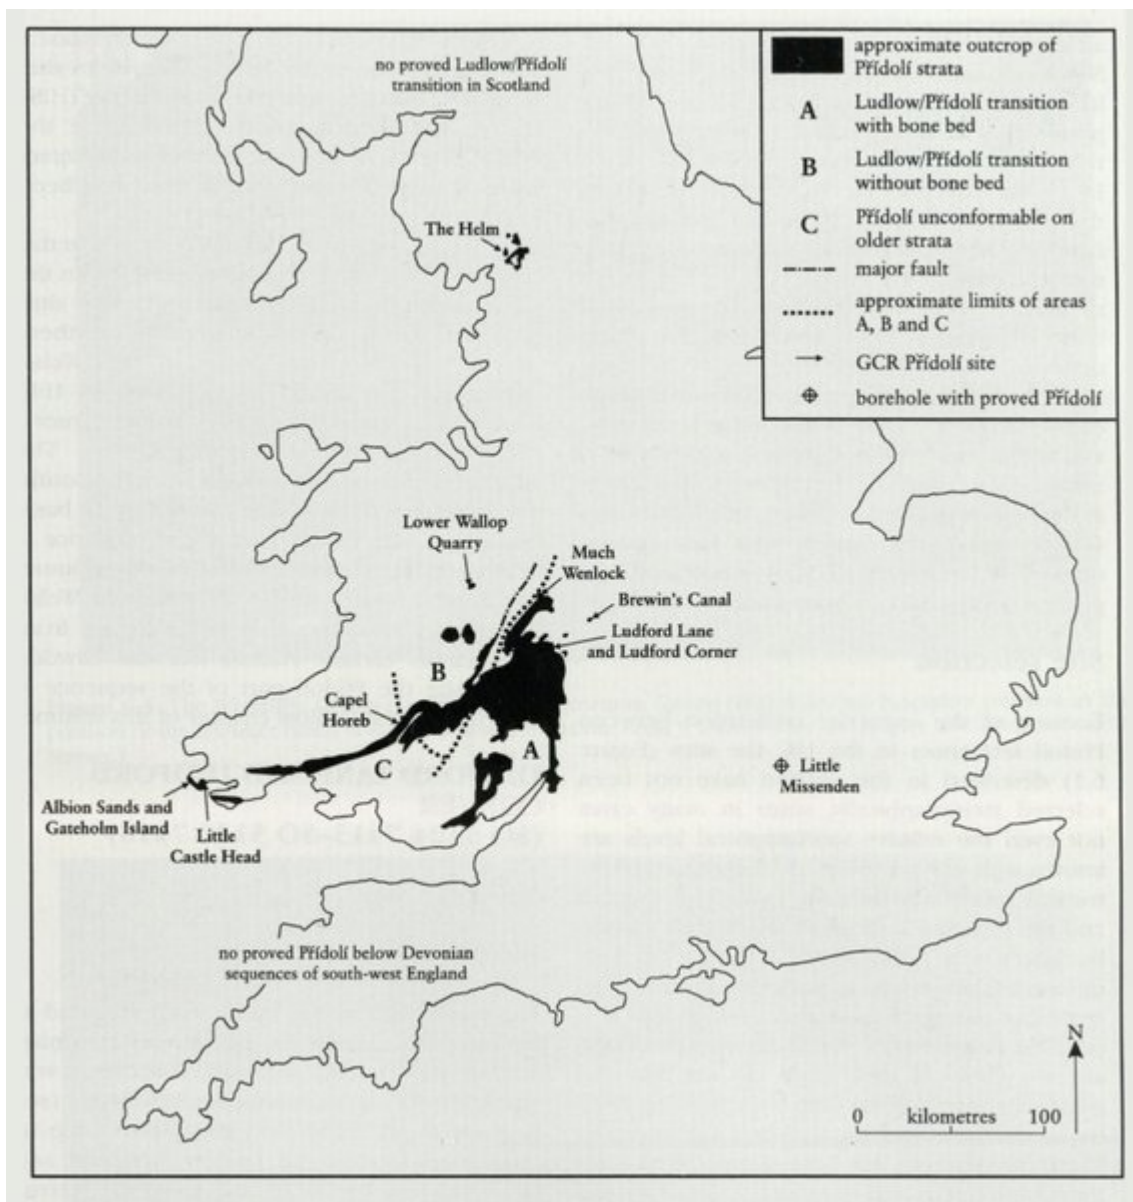 no proved Ludlow/Přídolí
transition in Scotland
approximate outcrop of
Přídolí strata
A
Ludlow/Přídolí transition
with bone bed
B
Ludlow/Přídolí transition
without bone bed
C
Přídolí unconformable on
older strata
major fault
approximate limits of areas
A, B and C
GCR Přídolí site
borehole with proved Přídolí
The Helm
Lower Wallop
Quarry
Much
Wenlock
Brewin's Canal
Ludford Lane
and Ludford Corner
B
Capel
Horeb
C
A
Little
Missenden
Albion Sands and
Gateholm Island
Little
Castle Head
no proved Přídolí below Devonian
sequences of south-west England
N
0 kilometres 100